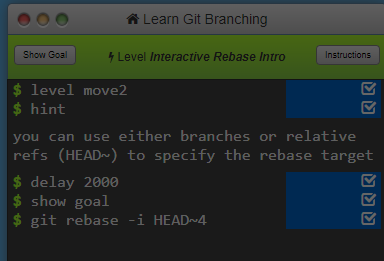 Learn Git Branching
Show Goal
Level Interactive Rebase Intro
Instructions
$ level move2
$ hint
you can use either branches or relative
refs (HEAD~) to specify the rebase target
$ delay 2000
$ show goal
$ git rebase -i HEAD~4